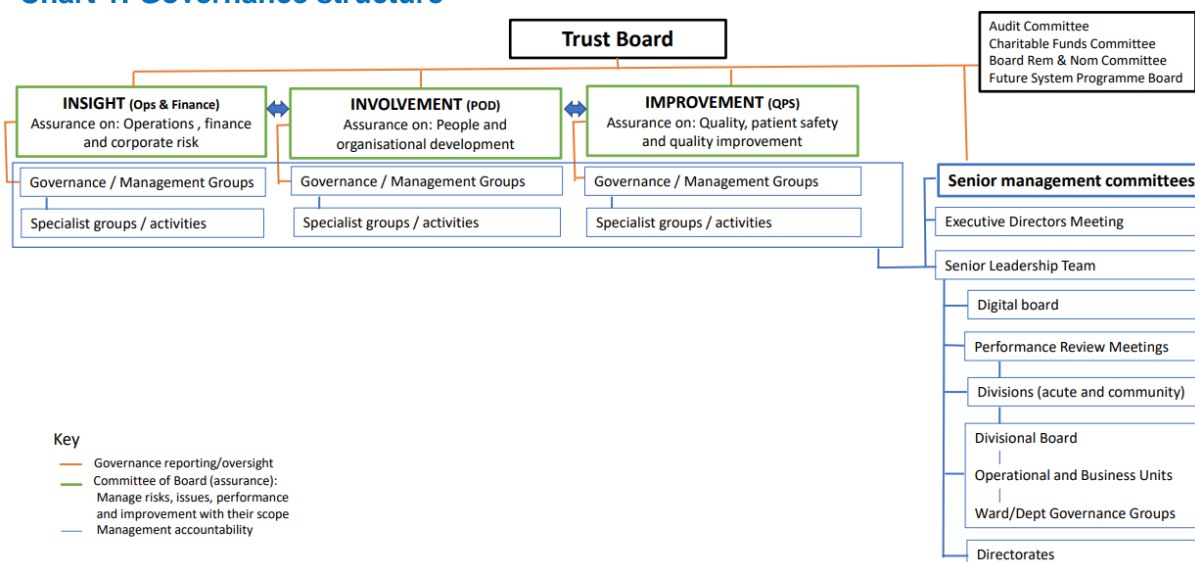 Chart 1: Governance structure
Trust Board
Audit Committee
Charitable Funds Committee
Board Rem & Nom Committee
Future System Programme Board
INSIGHT (Ops & Finance)
Assurance on: Operations , finance
and corporate risk
INVOLVEMENT (POD)
Assurance on: People and
organisational development
IMPROVEMENT (QPS)
Assurance on: Quality, patient safety
and quality improvement
Governance / Management Groups
Governance / Management Groups
Governance / Management Groups
Specialist groups / activities
Specialist groups / activities
Specialist groups / activities
Senior management committees
Executive Directors Meeting
Senior Leadership Team
Digital board
Performance Review Meetings
Divisions (acute and community)
Divisional Board
Operational and Business Units
Ward/Dept Governance Groups
Directorates
Key
Governance reporting/oversight
Committee of Board (assurance):
Manage risks, issues, performance
and improvement with their scope
Management accountability